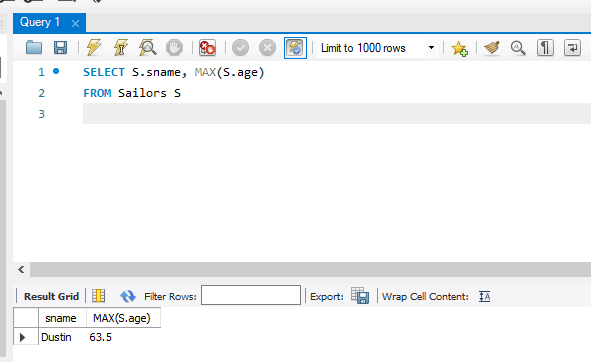 Query 1
Limit to 1000 rows
1 SELECT S.sname, MAX(S.age)
2 FROM Sailors S
3
Result Grid Filter Rows: Export: Wrap Cell Content:
sname MAX(S.age)
Dustin 63.5